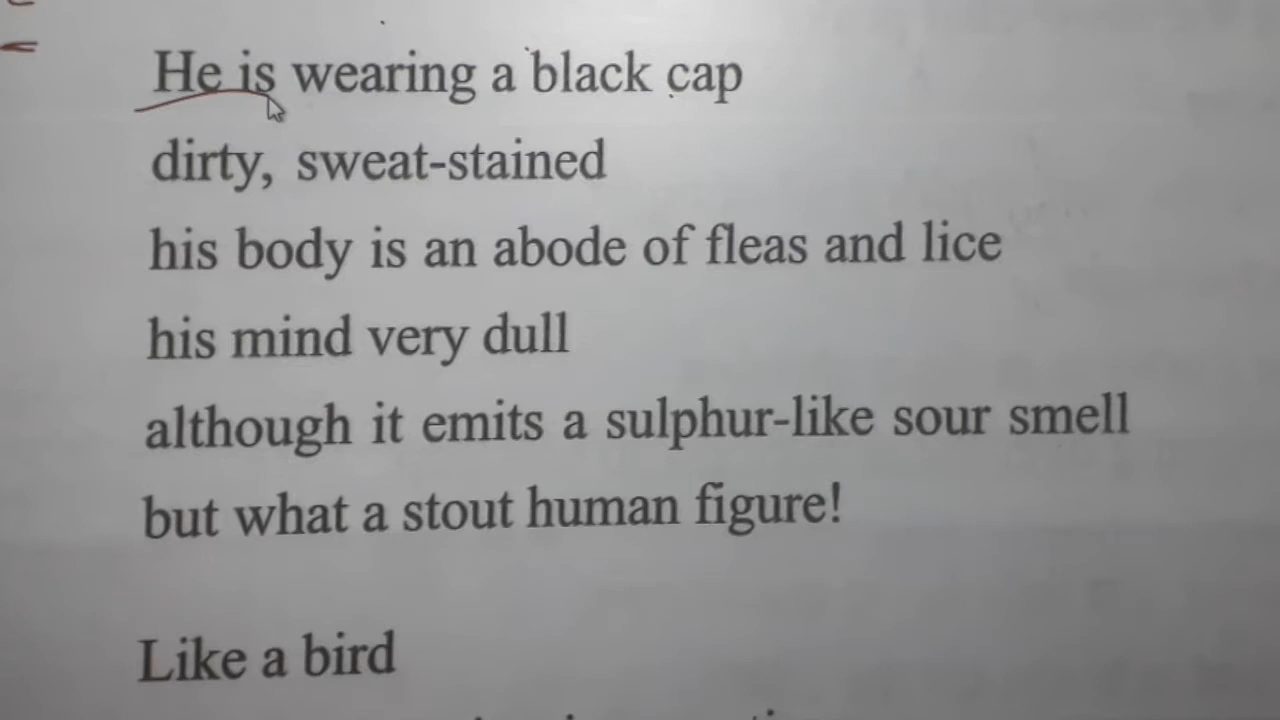 He is wearing a black cap
dirty, sweat-stained
his body is an abode of fleas and lice
his mind very dull
although it emits a sulphur-like sour smell
but what a stout human figure!
Like a bird